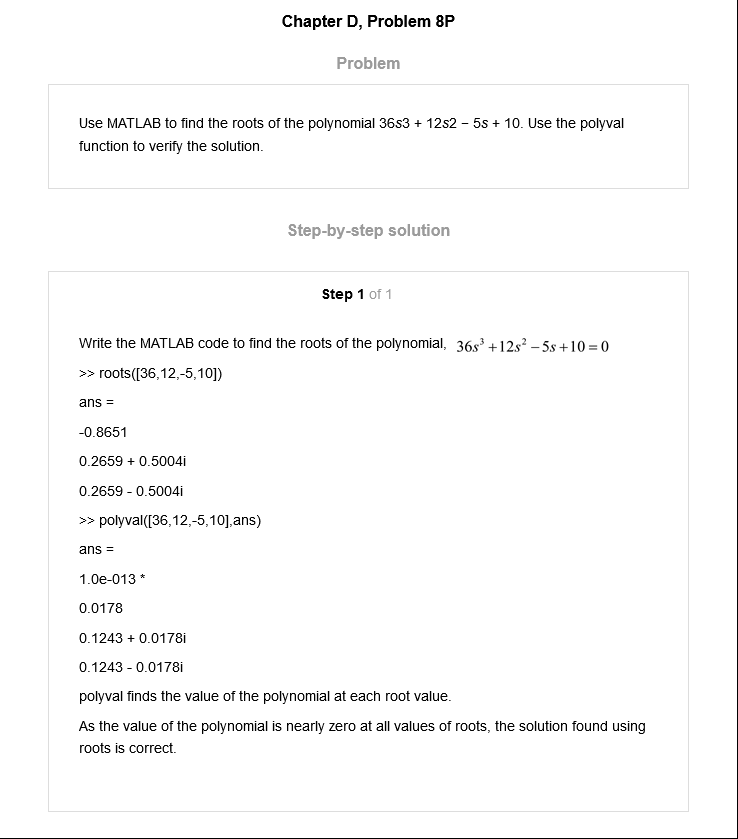 Chapter D, Problem 8P
Problem
Use MATLAB to find the roots of the polynomial 36s3 + 12s2 − 5s + 10. Use the polyval
function to verify the solution.
Step-by-step solution
Step 1 of 1
Write the MATLAB code to find the roots of the polynomial, 36s³ +12s² −5s +10 = 0
>> roots([36,12,-5,10])
ans =
-0.8651
0.2659 + 0.5004i
0.2659 - 0.5004i
>> polyval([36,12,-5,10],ans)
ans =
1.0e-013 *
0.0178
0.1243 + 0.0178i
0.1243 - 0.0178i
polyval finds the value of the polynomial at each root value.
As the value of the polynomial is nearly zero at all values of roots, the solution found using
roots is correct.